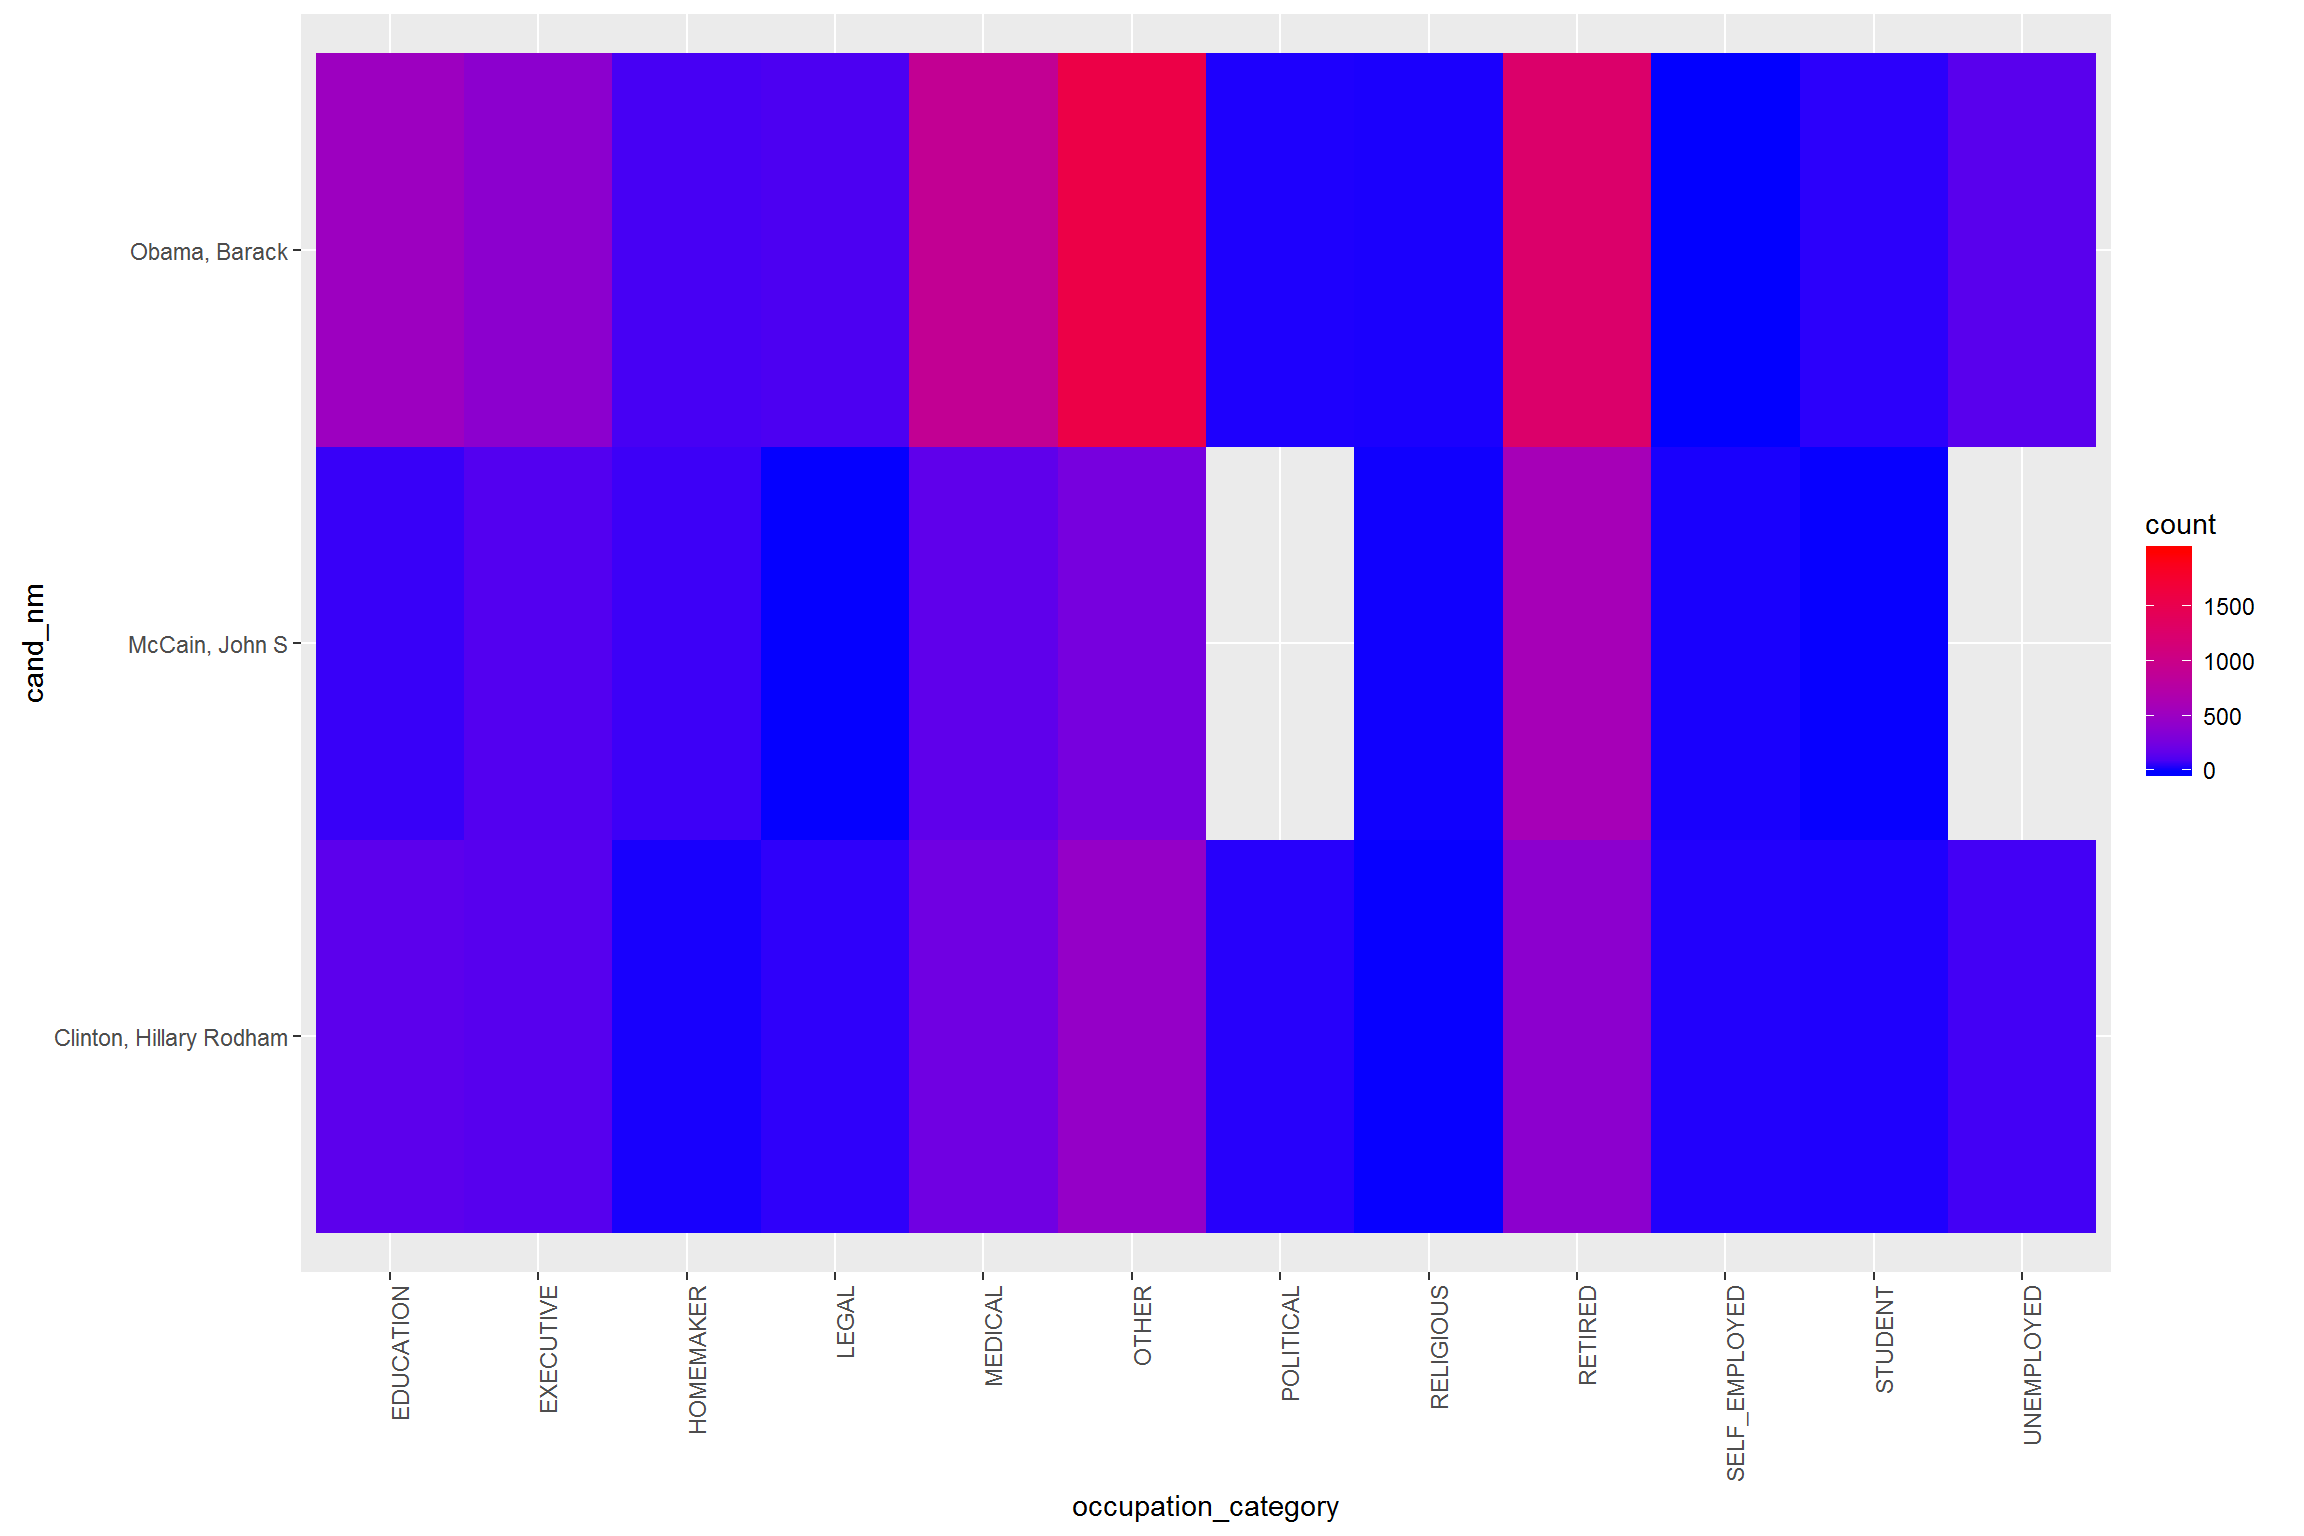 cand_nm
Obama, Barack
McCain, John S
Clinton, Hillary Rodham
EDUCATION
EXECUTIVE
HOMEMAKER
LEGAL
MEDICAL
OTHER
POLITICAL
RELIGIOUS
RETIRED
SELF_EMPLOYED
STUDENT
UNEMPLOYED
occupation_category
count
1500
1000
500
0